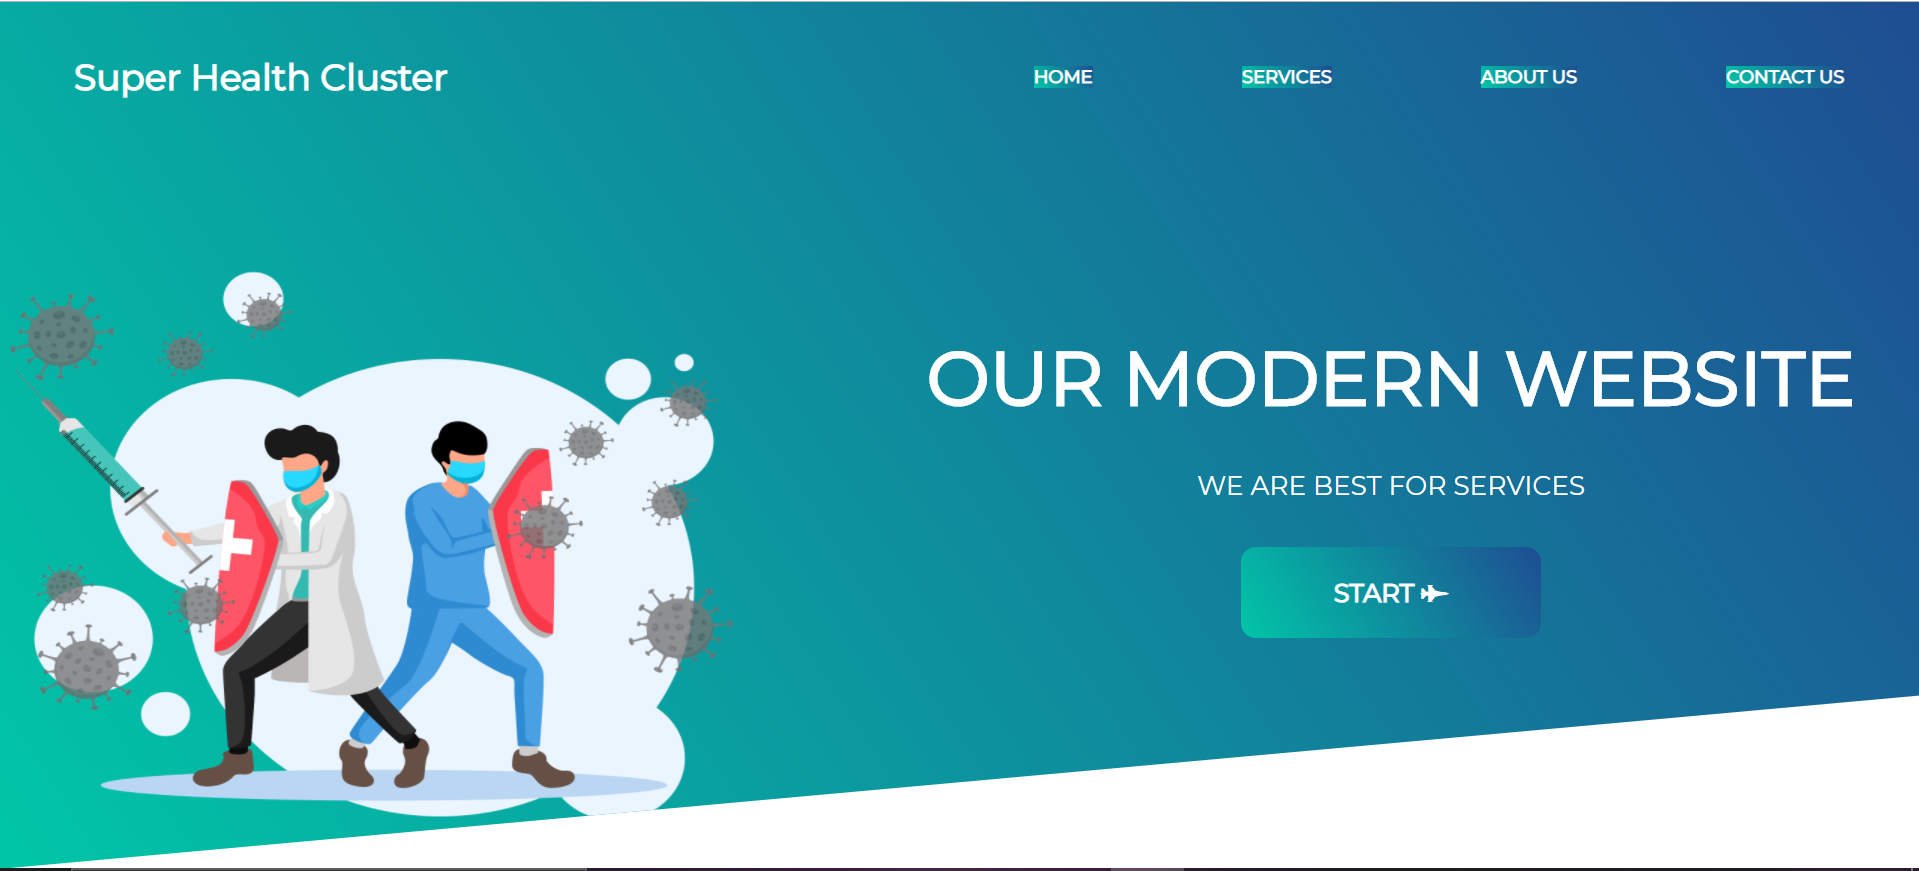 Super Health Cluster
HOME
SERVICES
ABOUT US
CONTACT US
OUR MODERN WEBSITE
WE ARE BEST FOR SERVICES
START